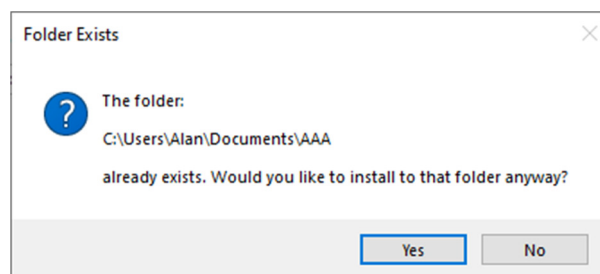 Folder Exists
?
The folder:
C:\Users\Alan\Documents\AAA
already exists. Would you like to install to that folder anyway?
Yes
No